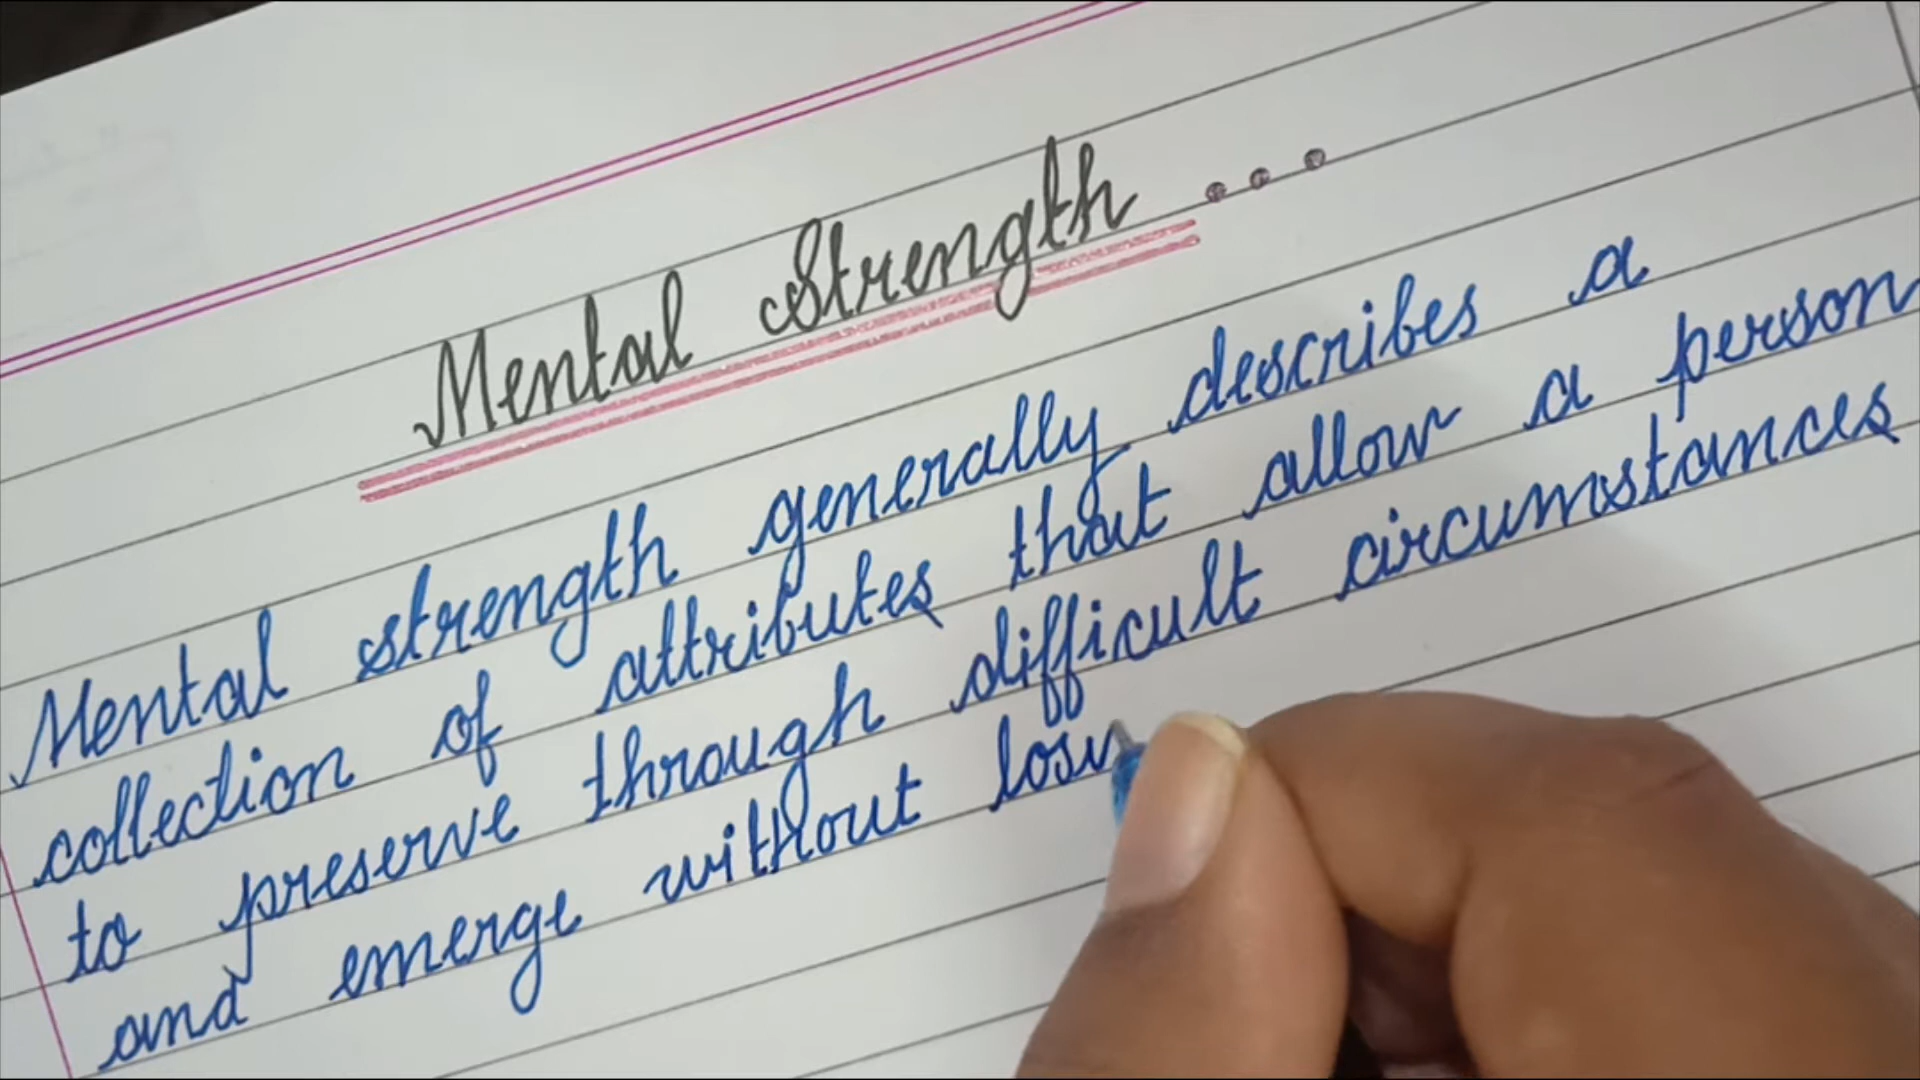 Mental Strength ...
Mental strength generally describes a
collection of attributes that allow a person
to preserve through difficult circumstances
and emerge without